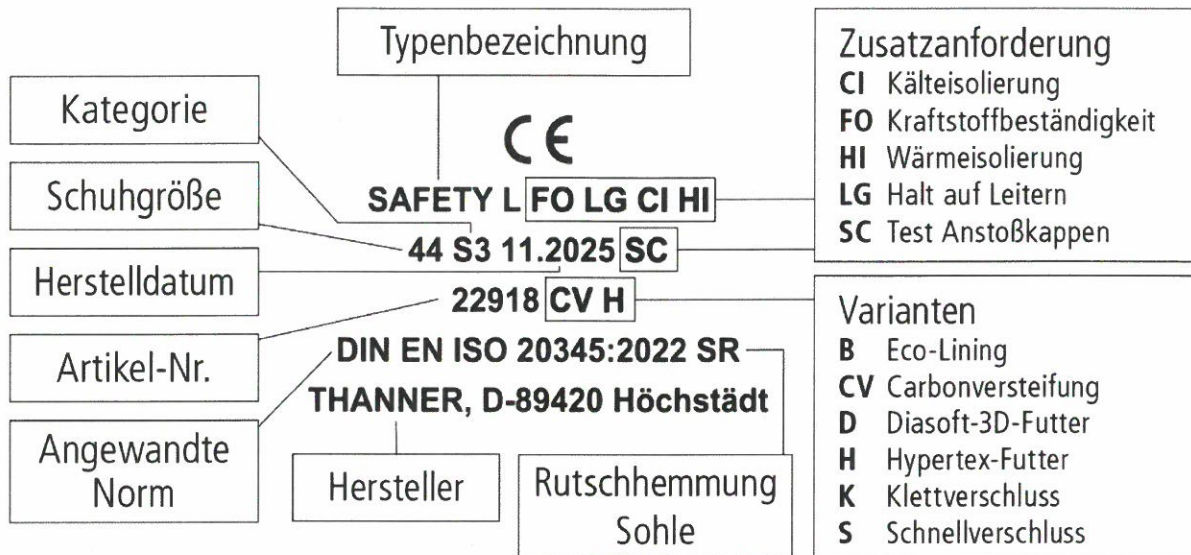 Typenbezeichnung
Kategorie
Schuhgröße
Herstelldatum
Artikel-Nr.
Angewandte
Norm
CE
SAFETY L FO LG CI HI
44 S3 11.2025 SC
22918 CV H
DIN EN ISO 20345:2022 SR
THANNER, D-89420 Höchstädt
Hersteller
Rutschhemmung
Sohle
Zusatzanforderung
CI Kälteisolierung
FO Kraftstoffbeständigkeit
HI Wärmeisolierung
LG Halt auf Leitern
SC Test Anstoßkappen
Varianten
B Eco-Lining
CV Carbonversteifung
D Diasoft-3D-Futter
H Hypertex-Futter
K Klettverschluss
S Schnellverschluss